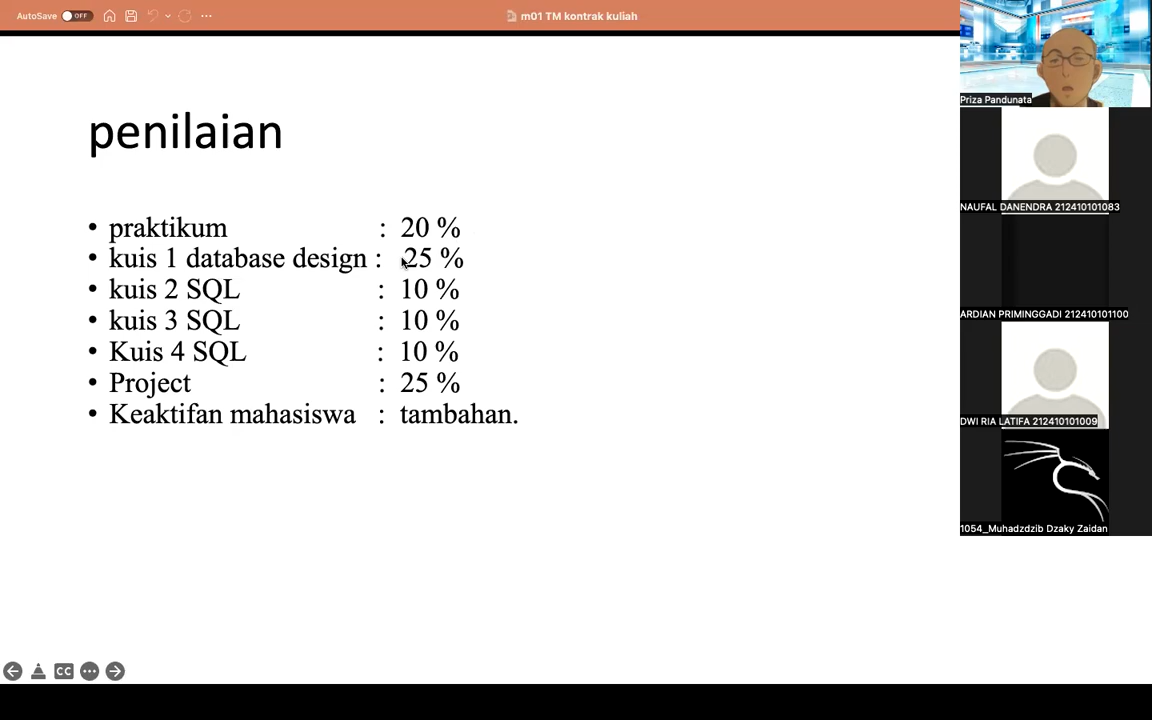 AutoSave OFF
m01 TM kontrak kuliah
penilaian
• praktikum : 20 %
• kuis 1 database design : 25 %
• kuis 2 SQL : 10 %
• kuis 3 SQL : 10 %
• Kuis 4 SQL : 10 %
• Project : 25 %
• Keaktifan mahasiswa : tambahan.
CC
Priza Pandunata
NAUFAL DANENDRA 212410101083
ARDIAN PRIMINGGADI 212410101100
DWI RIA LATIFA 212410101009
1054_Muhadzdzib Dzaky Zaidan